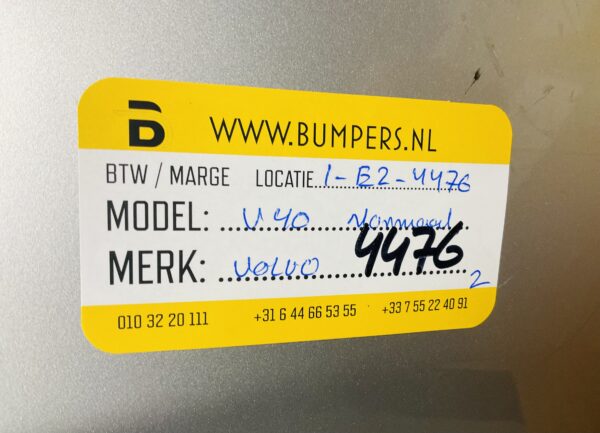 B WWW.BUMPERS.NL
BTW / MARGE LOCATIE 1-E2-4476
MODEL: V40 Normaal
MERK: VOLVO 4476
2
010 32 20 111 +31 6 44 66 53 55 +33 7 55 22 40 91